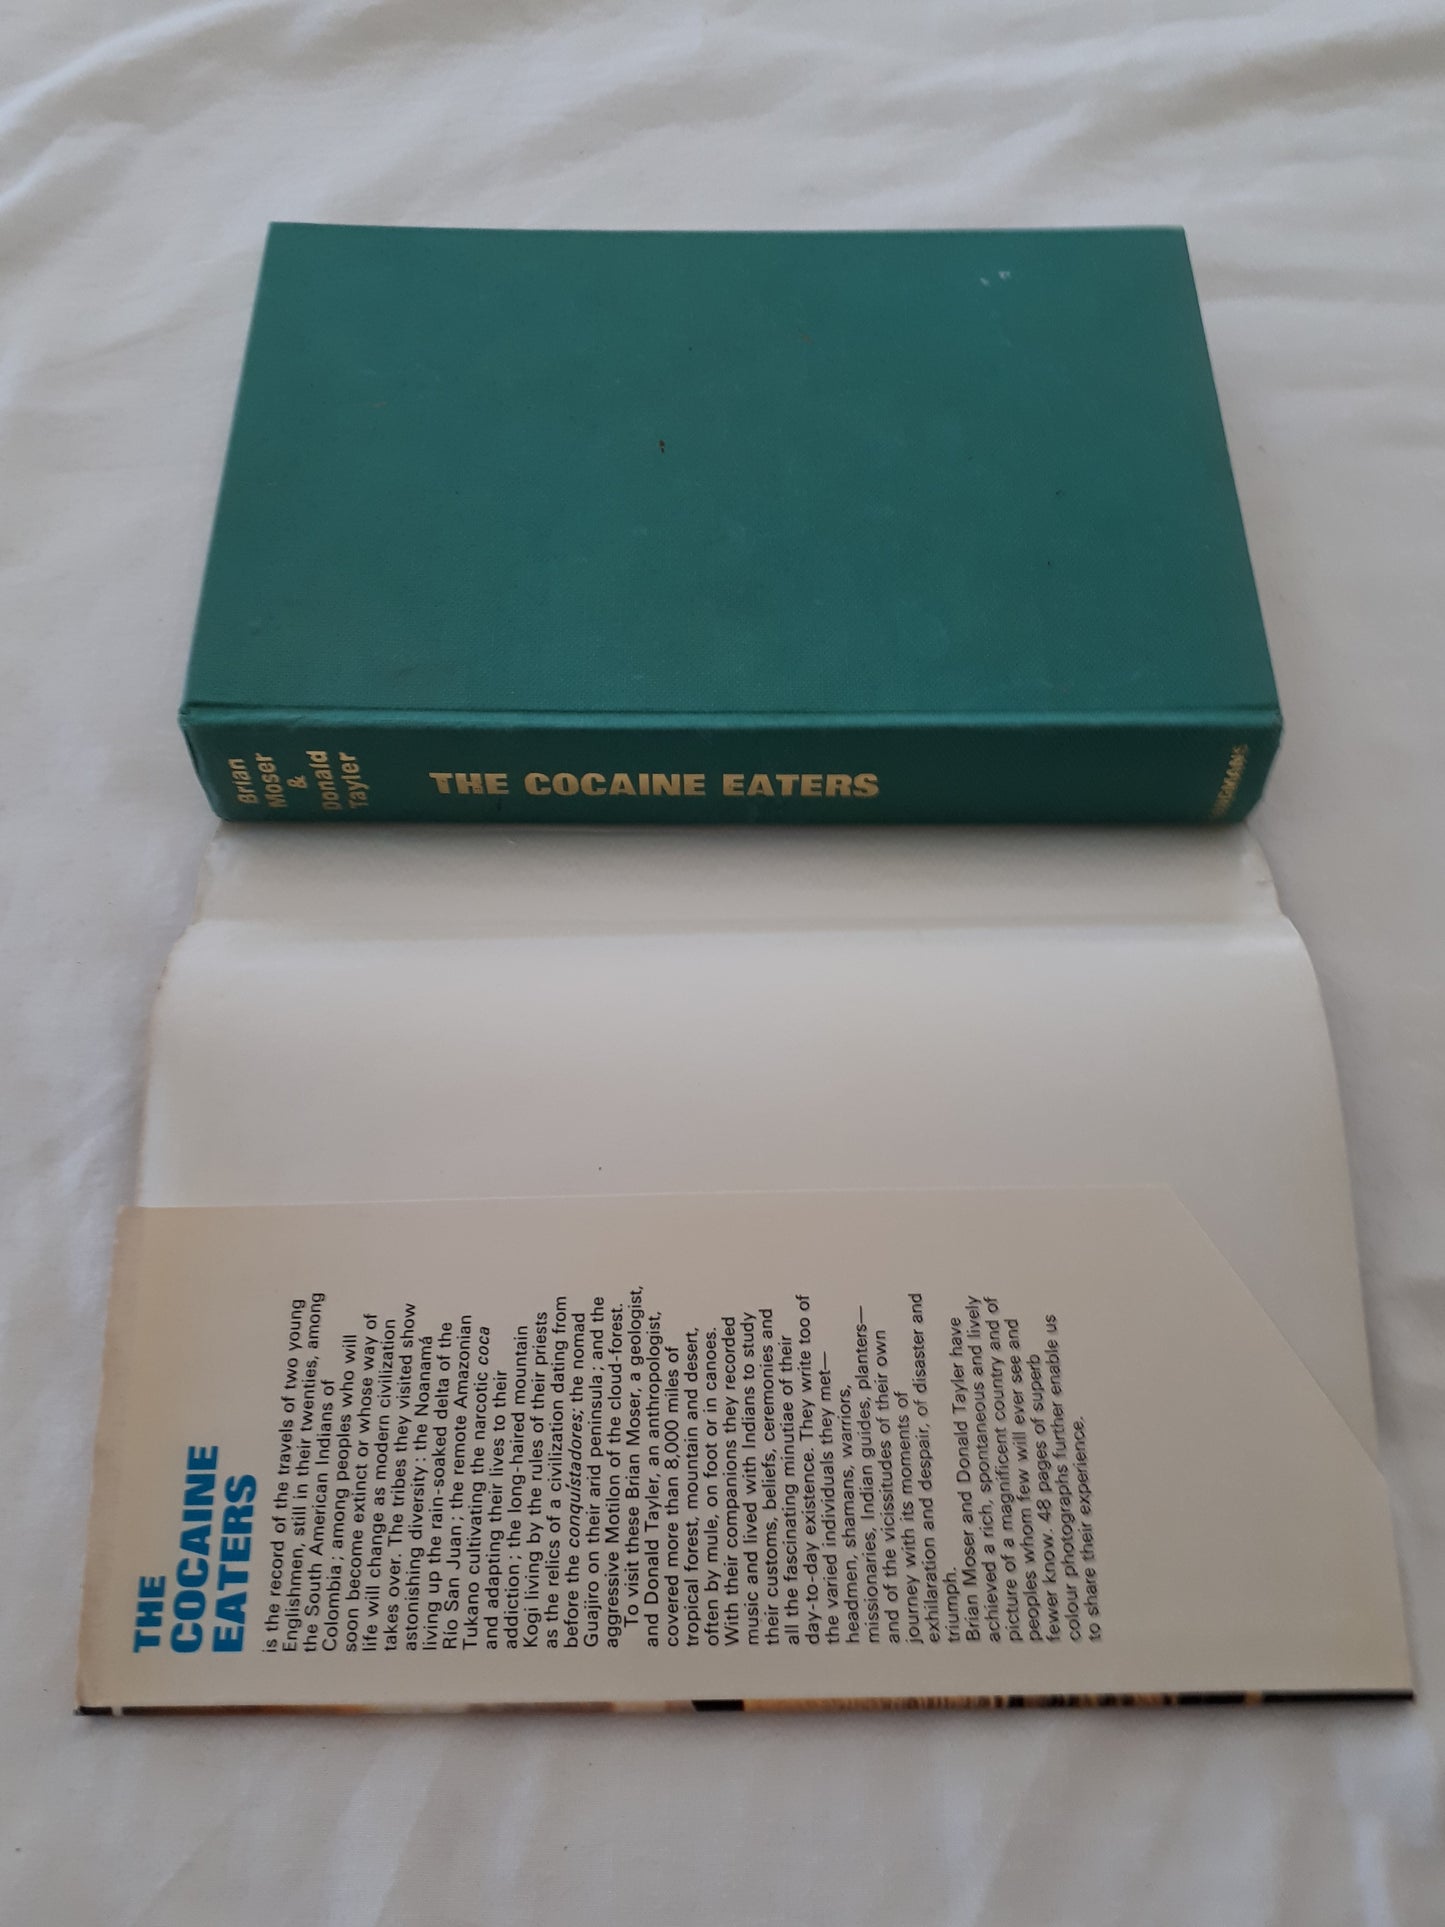 Brian
Moser
&
Donald
Tayler
THE COCAINE EATERS
LONGMANS
THE
COCAINE
EATERS
is the record of the travels of two young
Englishmen, still in their twenties, among
the South American Indians of
Colombia; among peoples who will
soon become extinct or whose way of
life will change as modern civilization
takes over. The tribes they visited show
astonishing diversity: the Noanamá
living up the rain-soaked delta of the
Río San Juan; the remote Amazonian
Tukano cultivating the narcotic coca
and adapting their lives to their
addiction; the long-haired mountain
Kogi living by the rules of their priests
as the relics of a civilization dating from
before the conquístadores; the nomad
Guajiro on their arid peninsula; and the
aggressive Motilon of the cloud-forest.
To visit these Brian Moser, a geologist,
and Donald Tayler, an anthropologist,
covered more than 8,000 miles of
tropical forest, mountain and desert,
often by mule, on foot or in canoes.
With their companions they recorded
music and lived with Indians to study
their customs, beliefs, ceremonies and
all the fascinating minutiae of their
day-to-day existence. They write too of
the varied individuals they met—
headmen, shamans, warriors,
missionaries, Indian guides, planters—
and of the vicissitudes of their own
journey with its moments of
exhilaration and despair, of disaster and
triumph.
Brian Moser and Donald Tayler have
achieved a rich, spontaneous and lively
picture of a magnificent country and of
peoples whom few will ever see and
fewer know. 48 pages of superb
colour photographs further enable us
to share their experience.